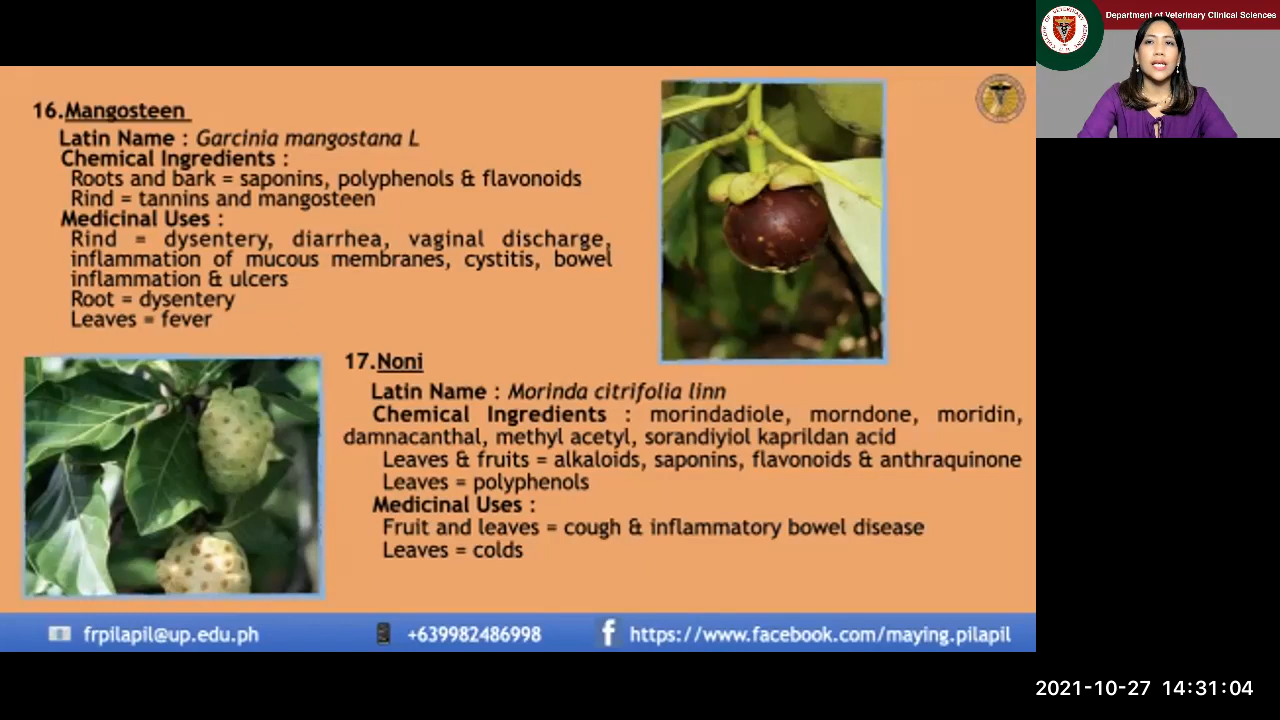 Department of Veterinary Clinical Sciences
16.Mangosteen
Latin Name : Garcinia mangostana L
Chemical Ingredients :
Roots and bark = saponins, polyphenols & flavonoids
Rind = tannins and mangosteen
Medicinal Uses :
Rind = dysentery, diarrhea, vaginal discharge,
inflammation of mucous membranes, cystitis, bowel
inflammation & ulcers
Root = dysentery
Leaves = fever
17.Noni
Latin Name : Morinda citrifolia linn
Chemical Ingredients : morindadiole, morndone, moridin,
damnacanthal, methyl acetyl, sorandiyiol kaprildan acid
Leaves & fruits = alkaloids, saponins, flavonoids & anthraquinone
Leaves = polyphenols
Medicinal Uses :
Fruit and leaves = cough & inflammatory bowel disease
Leaves = colds
frpilapil@up.edu.ph
+639982486998
https://www.facebook.com/maying.pilapil
2021-10-27 14:31:04